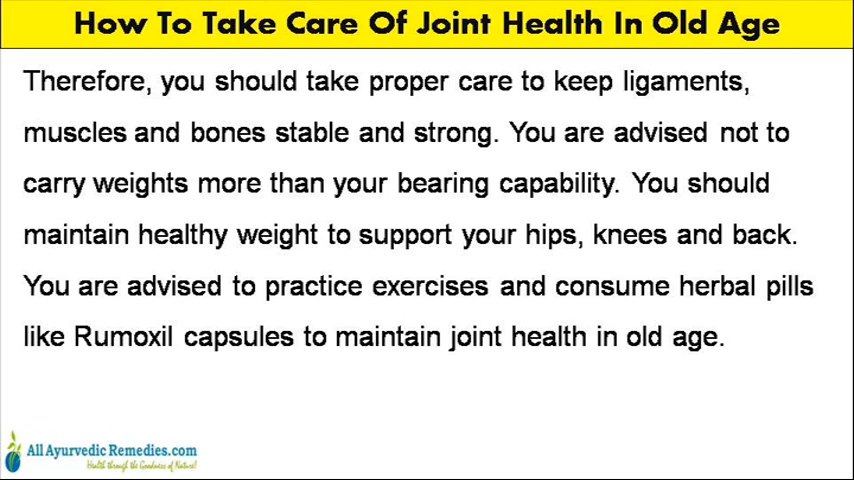 How To Take Care Of Joint Health In Old Age
Therefore, you should take proper care to keep ligaments,
muscles and bones stable and strong. You are advised not to
carry weights more than your bearing capability. You should
maintain healthy weight to support your hips, knees and back.
You are advised to practice exercises and consume herbal pills
like Rumoxil capsules to maintain joint health in old age.
All Ayurvedic Remedies.com
Health through the Goodness of Nature!